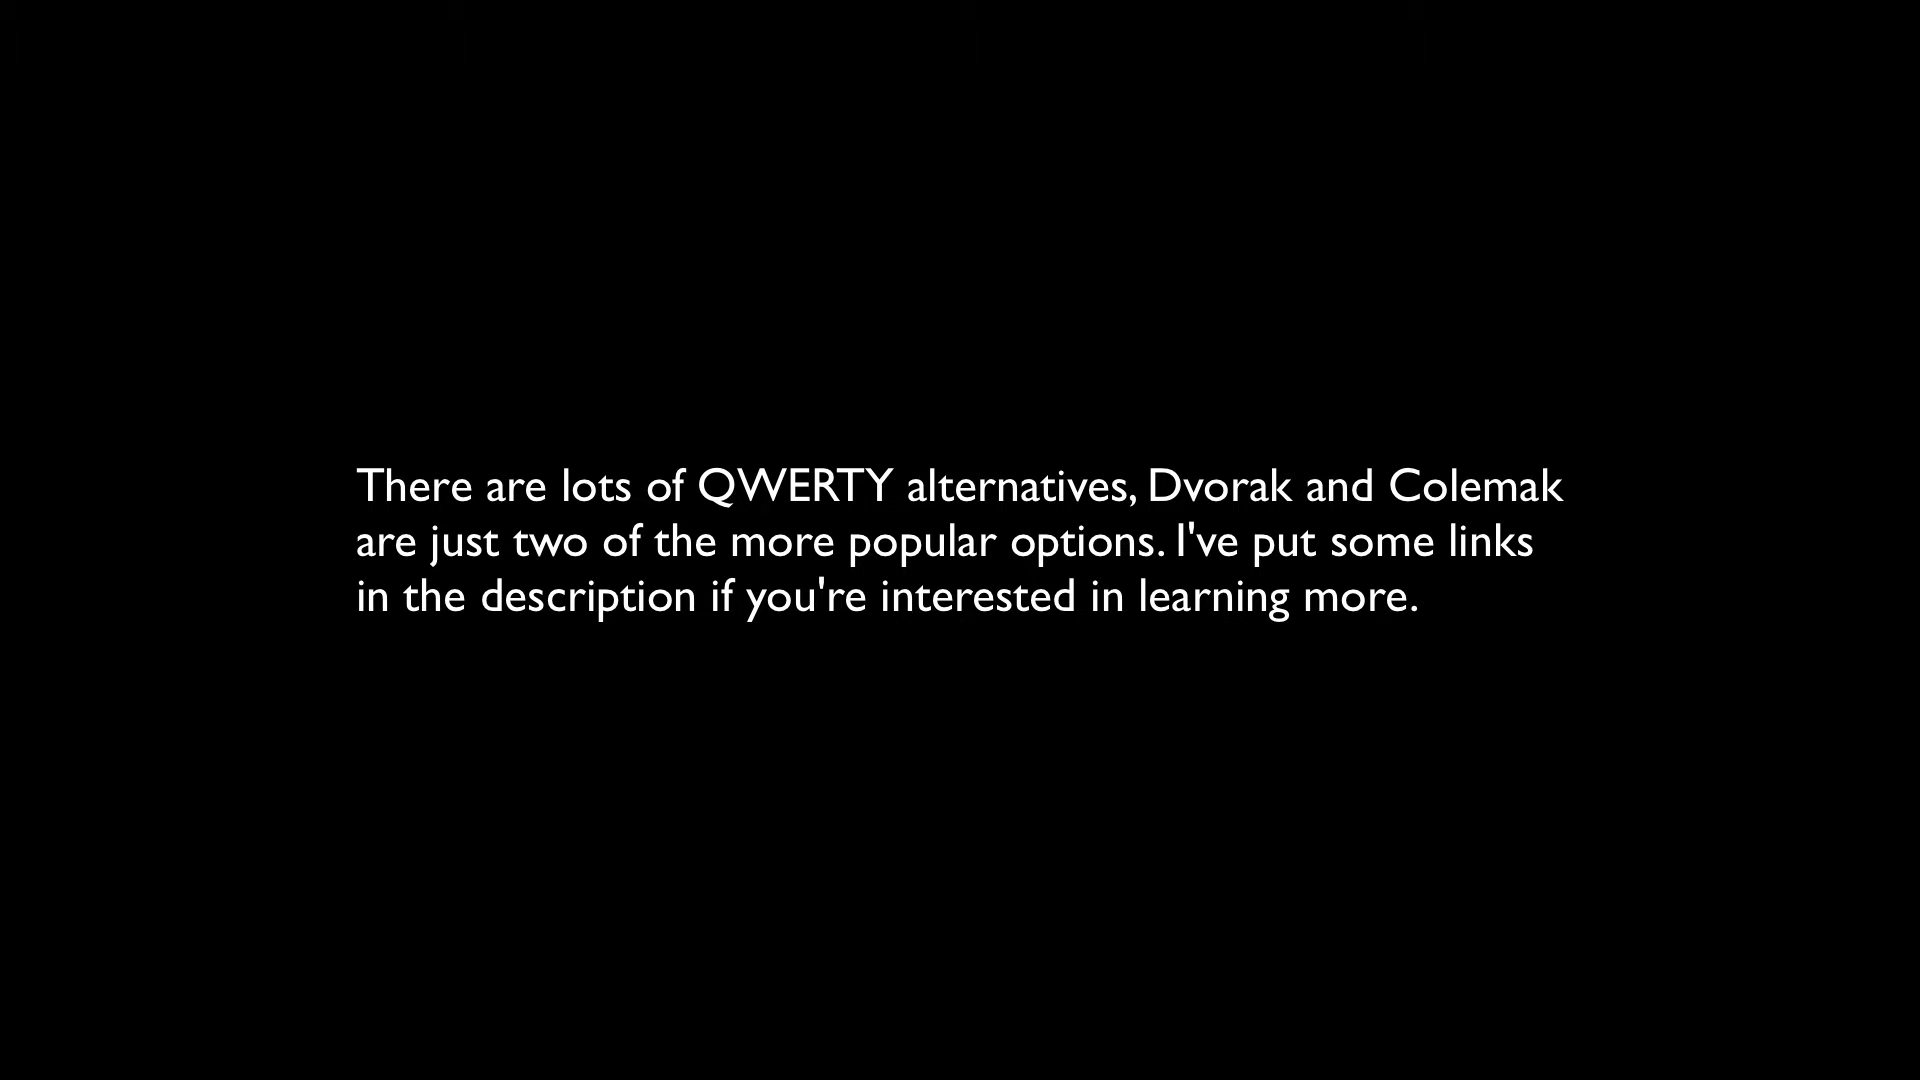 There are lots of QWERTY alternatives, Dvorak and Colemak
are just two of the more popular options. I've put some links
in the description if you're interested in learning more.